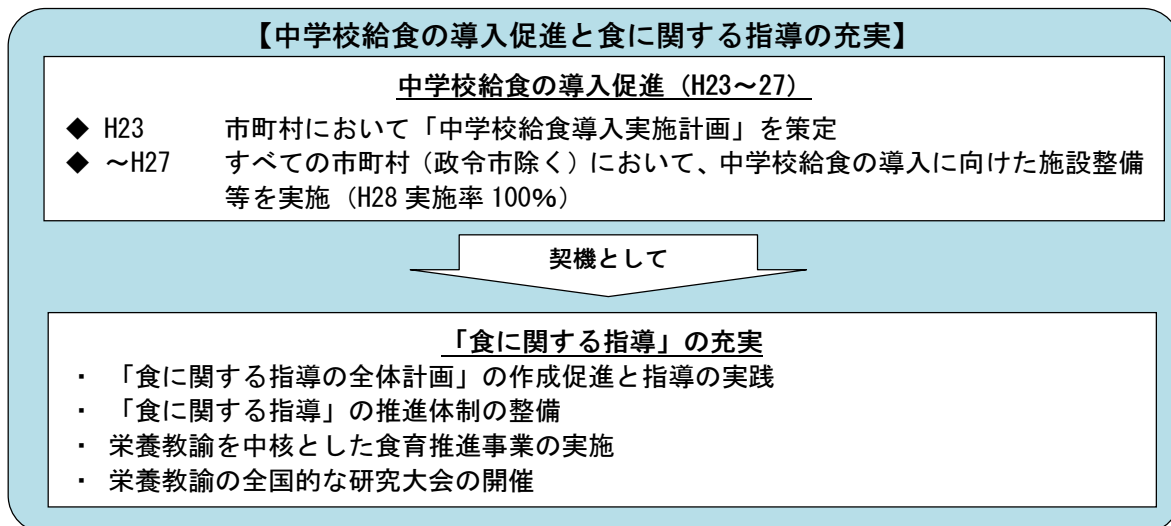 【中学校給食の導入促進と食に関する指導の充実】
中学校給食の導入促進（H23～27）
◆ H23 市町村において「中学校給食導入実施計画」を策定
◆ ～H27 すべての市町村（政令市除く）において、中学校給食の導入に向けた施設整備
等を実施（H28 実施率 100％）
契機として
「食に関する指導」の充実
・ 「食に関する指導の全体計画」の作成促進と指導の実践
・ 「食に関する指導」の推進体制の整備
・ 栄養教諭を中核とした食育推進事業の実施
・ 栄養教諭の全国的な研究大会の開催